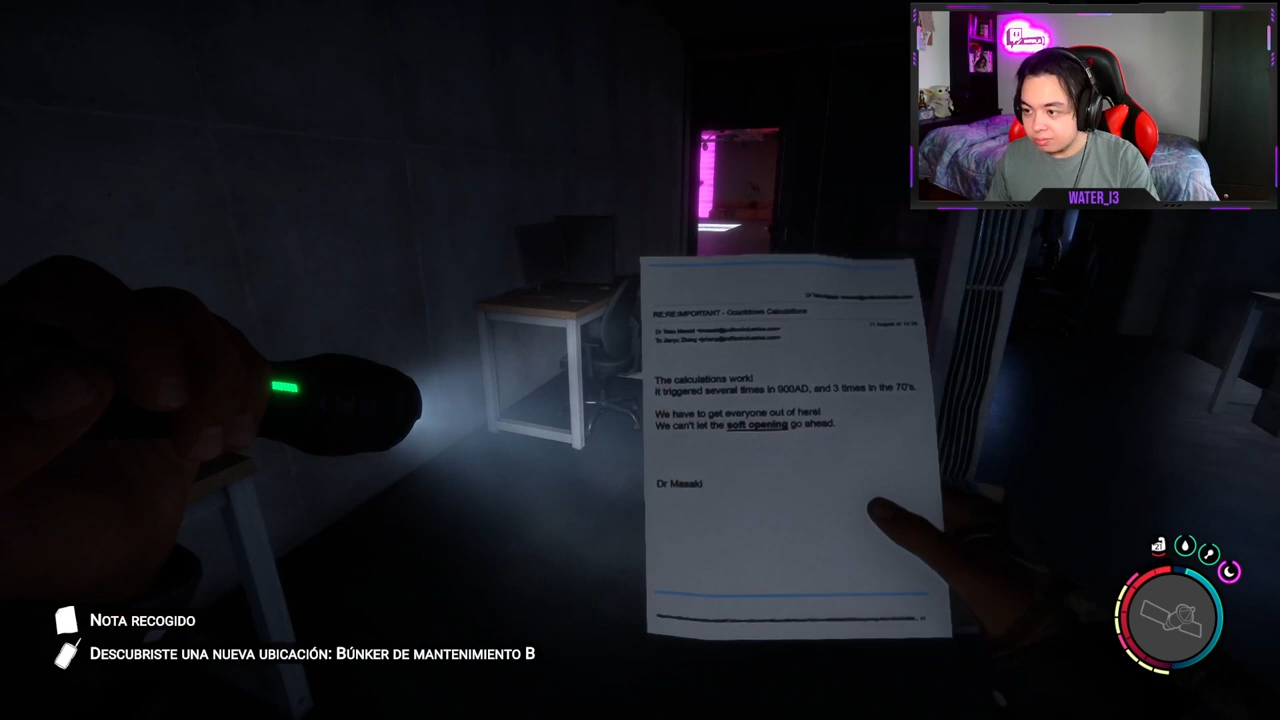 WATER_I3
RE:RE:IMPORTANT - Countdown Calculations
The calculations work!
It triggered several times in 900AD, and 3 times in the 70's.
We have to get everyone out of here!
We can't let the soft opening go ahead.
Dr Masaki
21
NOTA RECOGIDO
DESCUBRISTE UNA NUEVA UBICACIÓN: BÚNKER DE MANTENIMIENTO B